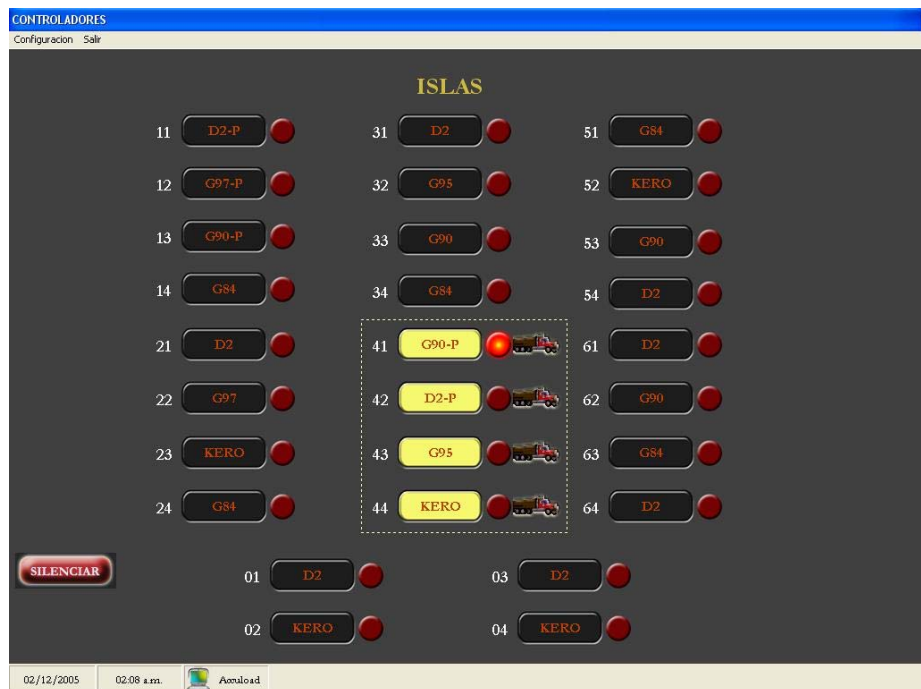 CONTROLADORES
Configuracion Salir
ISLAS
11 D2-P 31 D2 51 G84
12 G97-P 32 G95 52 KERO
13 G90-P 33 G90 53 G90
14 G84 34 G84 54 D2
21 D2 41 G90-P 61 D2
22 G97 42 D2-P 62 G90
23 KERO 43 G95 63 G84
24 G84 44 KERO 64 D2
SILENCIAR
01 D2 03 D2
02 KERO 04 KERO
02/12/2005 02:08 a.m. Accuload